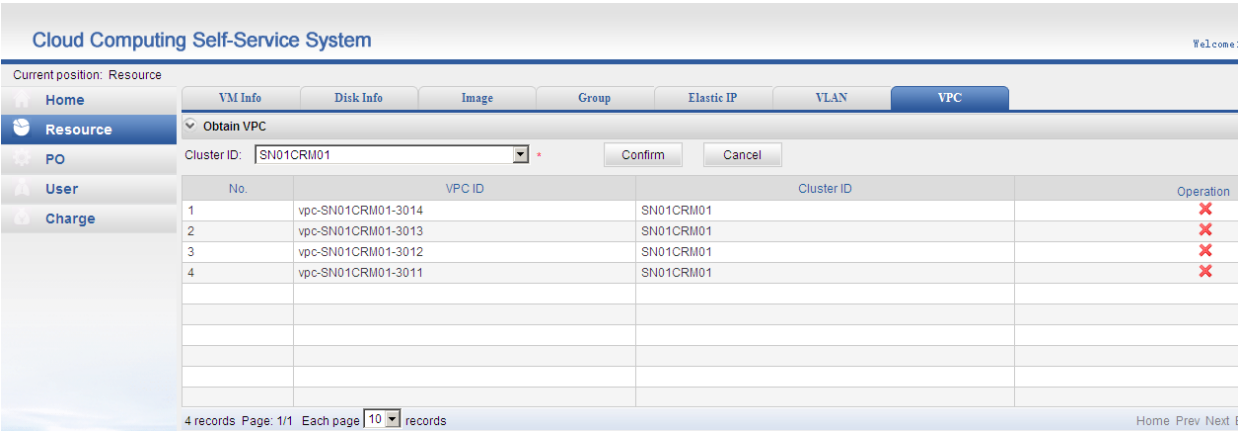 Cloud Computing Self-Service System
Welcome:
Current position: Resource
Home
Resource
PO
User
Charge
VM Info Disk Info Image Group Elastic IP VLAN VPC
Obtain VPC
Cluster ID: SN01CRM01 * Confirm Cancel
No. VPC ID Cluster ID Operation
1 vpc-SN01CRM01-3014 SN01CRM01
2 vpc-SN01CRM01-3013 SN01CRM01
3 vpc-SN01CRM01-3012 SN01CRM01
4 vpc-SN01CRM01-3011 SN01CRM01
4 records Page: 1/1 Each page 10 records
Home Prev Next